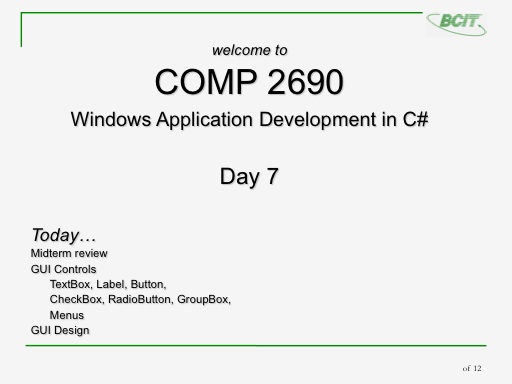 BCIT
welcome to
COMP 2690
Windows Application Development in C#
Day 7
Today…
Midterm review
GUI Controls
TextBox, Label, Button,
CheckBox, RadioButton, GroupBox,
Menus
GUI Design
of 12